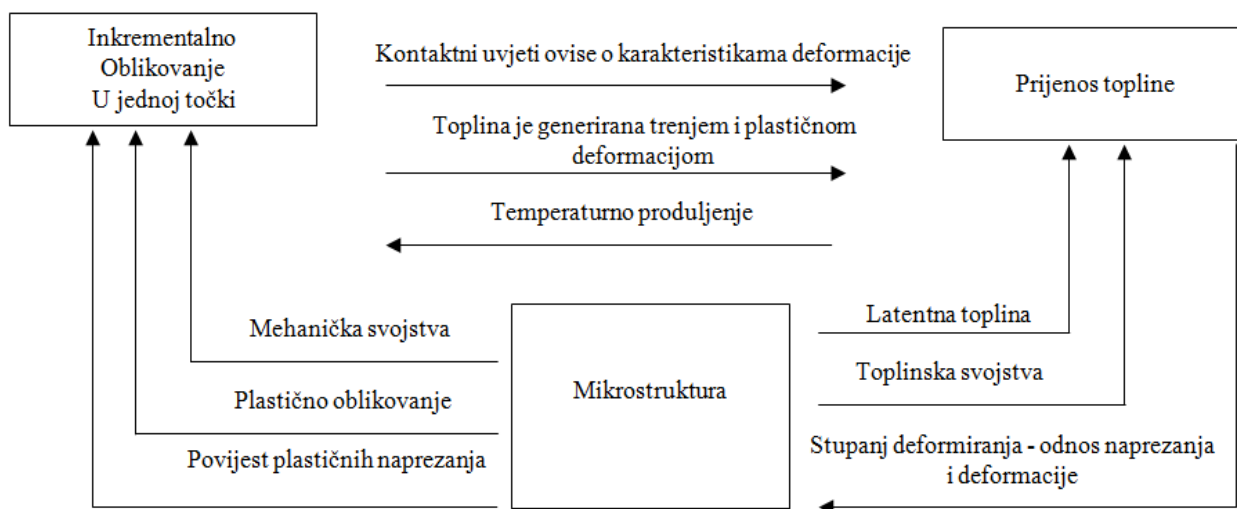 Inkrementalno
Oblikovanje
U jednoj točki
Kontaktni uvjeti ovise o karakteristikama deformacije
Prijenos topline
Toplina je generirana trenjem i plastičnom
deformacijom
Temperaturno produljenje
Mehanička svojstva
Plastično oblikovanje
Povijest plastičnih naprezanja
Mikrostruktura
Latentna toplina
Toplinska svojstva
Stupanj deformiranja - odnos naprezanja
i deformacije